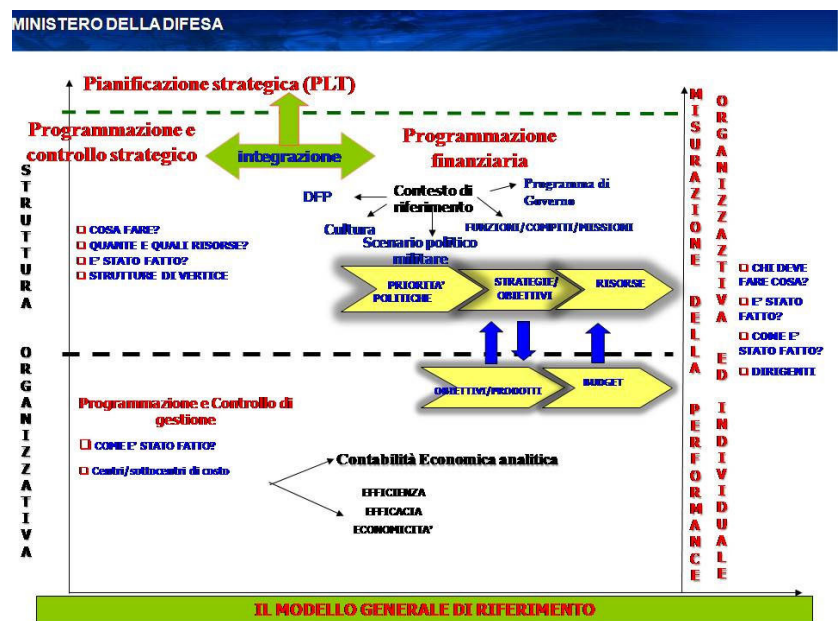 MINISTERO DELLA DIFESA
Pianificazione strategica (PLT)
Programmazione e
controllo strategico
integrazione
Programmazione
finanziaria
DFP
Contesto di
riferimento
Programma di
Governo
Cultura
FUNZIONI/COMPITI/MISSIONI
Scenario politico
militare
COSA FARE?
QUANTE E QUALI RISORSE?
E' STATO FATTO?
STRUTTURE DI VERTICE
PRIORITA'
POLITICHE
STRATEGIE/
OBIETTIVI
RISORSE
OBIETTIVI/PRODOTTI
BUDGET
Programmazione e Controllo di
gestione
COME E' STATO FATTO?
Centri/sottocentri di costo
Contabilità Economica analitica
EFFICIENZA
EFFICACIA
ECONOMICITA'
STRUTTURA ORGANIZZATIVA
MISURAZIONE DELLA PERFORMANCE
ORGANIZZAZTIVA ED INDIVIDUALE
CHI DEVE
FARE COSA?
E' STATO
FATTO?
COME E'
STATO FATTO?
DIRIGENTI
IL MODELLO GENERALE DI RIFERIMENTO